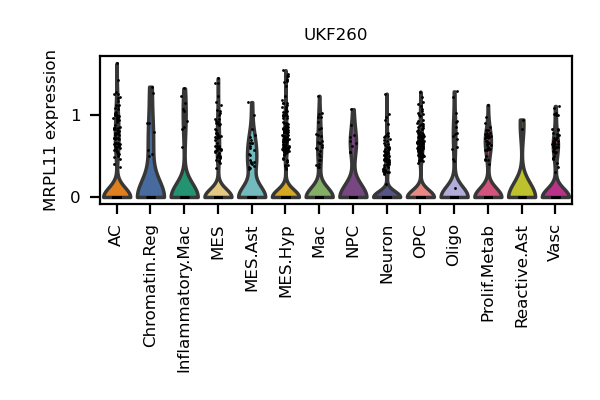 UKF260
MRPL11 expression
1
0
AC
Chromatin.Reg
Inflammatory.Mac
MES
MES.Ast
MES.Hyp
Mac
NPC
Neuron
OPC
Oligo
Prolif.Metab
Reactive.Ast
Vasc